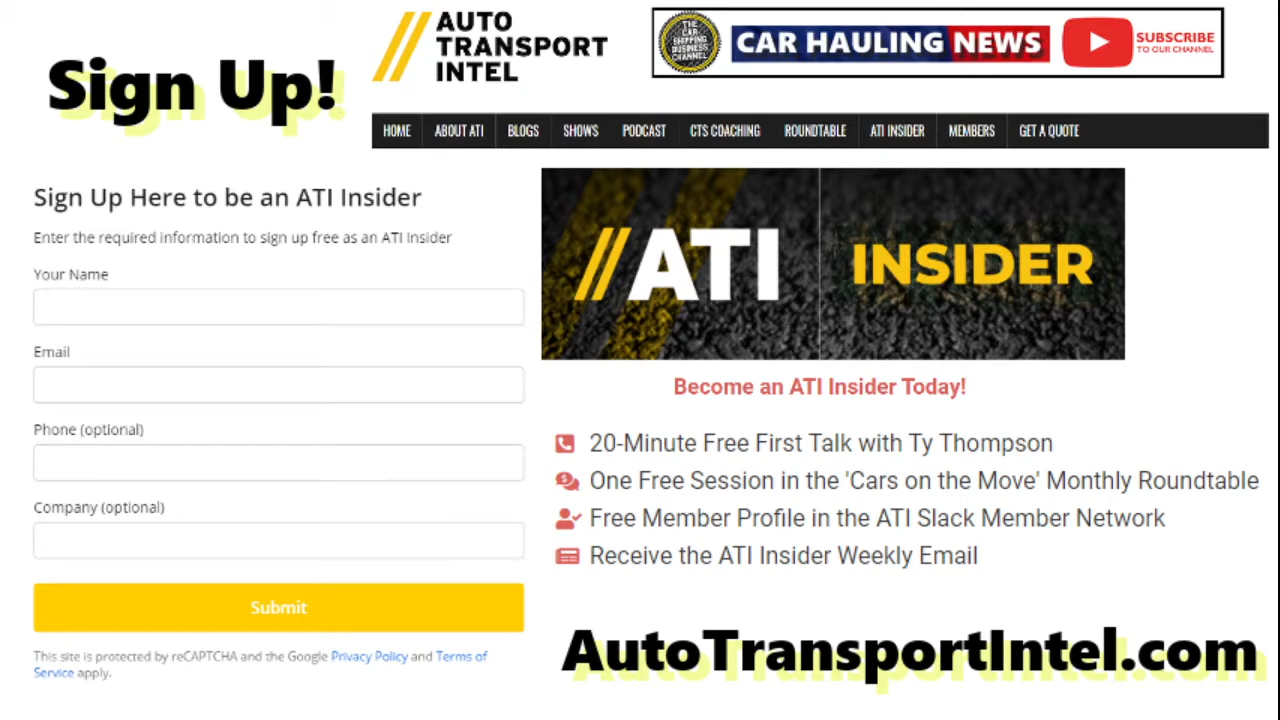 Sign Up!
AUTO
TRANSPORT
INTEL
THE
CAR
SHIPPING
BUSINESS
CHANNEL
CAR HAULING NEWS
SUBSCRIBE
TO OUR CHANNEL
HOME ABOUT ATI BLOGS SHOWS PODCAST CTS COACHING ROUNDTABLE ATI INSIDER MEMBERS GET A QUOTE
Sign Up Here to be an ATI Insider
Enter the required information to sign up free as an ATI Insider
Your Name
Email
Phone (optional)
Company (optional)
Submit
This site is protected by reCAPTCHA and the Google Privacy Policy and Terms of
Service apply.
//ATI INSIDER
Become an ATI Insider Today!
20-Minute Free First Talk with Ty Thompson
One Free Session in the 'Cars on the Move' Monthly Roundtable
Free Member Profile in the ATI Slack Member Network
Receive the ATI Insider Weekly Email
AutoTransportIntel.com